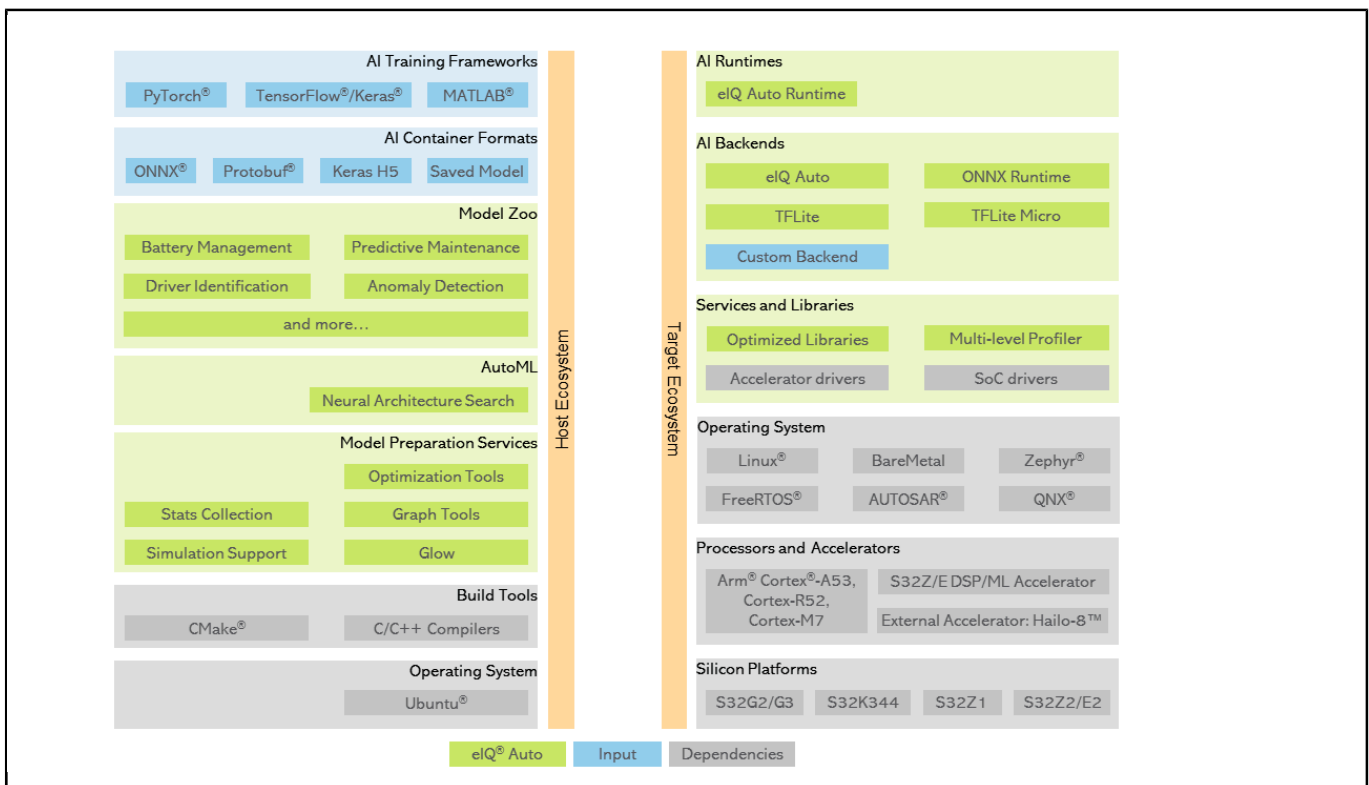 AI Training Frameworks
PyTorch® TensorFlow®/Keras® MATLAB®
AI Container Formats
ONNX® Protobuf® Keras H5 Saved Model
Model Zoo
Battery Management Predictive Maintenance
Driver Identification Anomaly Detection
and more...
AutoML
Neural Architecture Search
Model Preparation Services
Optimization Tools
Stats Collection Graph Tools
Simulation Support Glow
Build Tools
CMake® C/C++ Compilers
Operating System
Ubuntu®
Host Ecosystem
Target Ecosystem
AI Runtimes
eIQ Auto Runtime
AI Backends
eIQ Auto ONNX Runtime
TFLite TFLite Micro
Custom Backend
Services and Libraries
Optimized Libraries Multi-level Profiler
Accelerator drivers SoC drivers
Operating System
Linux® BareMetal Zephyr®
FreeRTOS® AUTOSAR® QNX®
Processors and Accelerators
Arm® Cortex®-A53,
Cortex-R52,
Cortex-M7
S32Z/E DSP/ML Accelerator
External Accelerator: Hailo-8™
Silicon Platforms
S32G2/G3 S32K344 S32Z1 S32Z2/E2
eIQ® Auto Input Dependencies